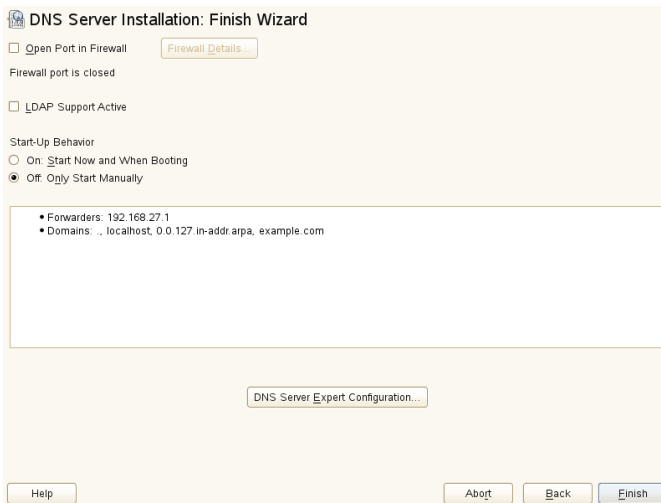 DNS Server Installation: Finish Wizard
Open Port in Firewall
Firewall Details...
Firewall port is closed
LDAP Support Active
Start-Up Behavior
On: Start Now and When Booting
Off: Only Start Manually
• Forwarders: 192.168.27.1
• Domains: ., localhost, 0.0.127.in-addr.arpa, example.com
DNS Server Expert Configuration...
Help
Abort
Back
Finish